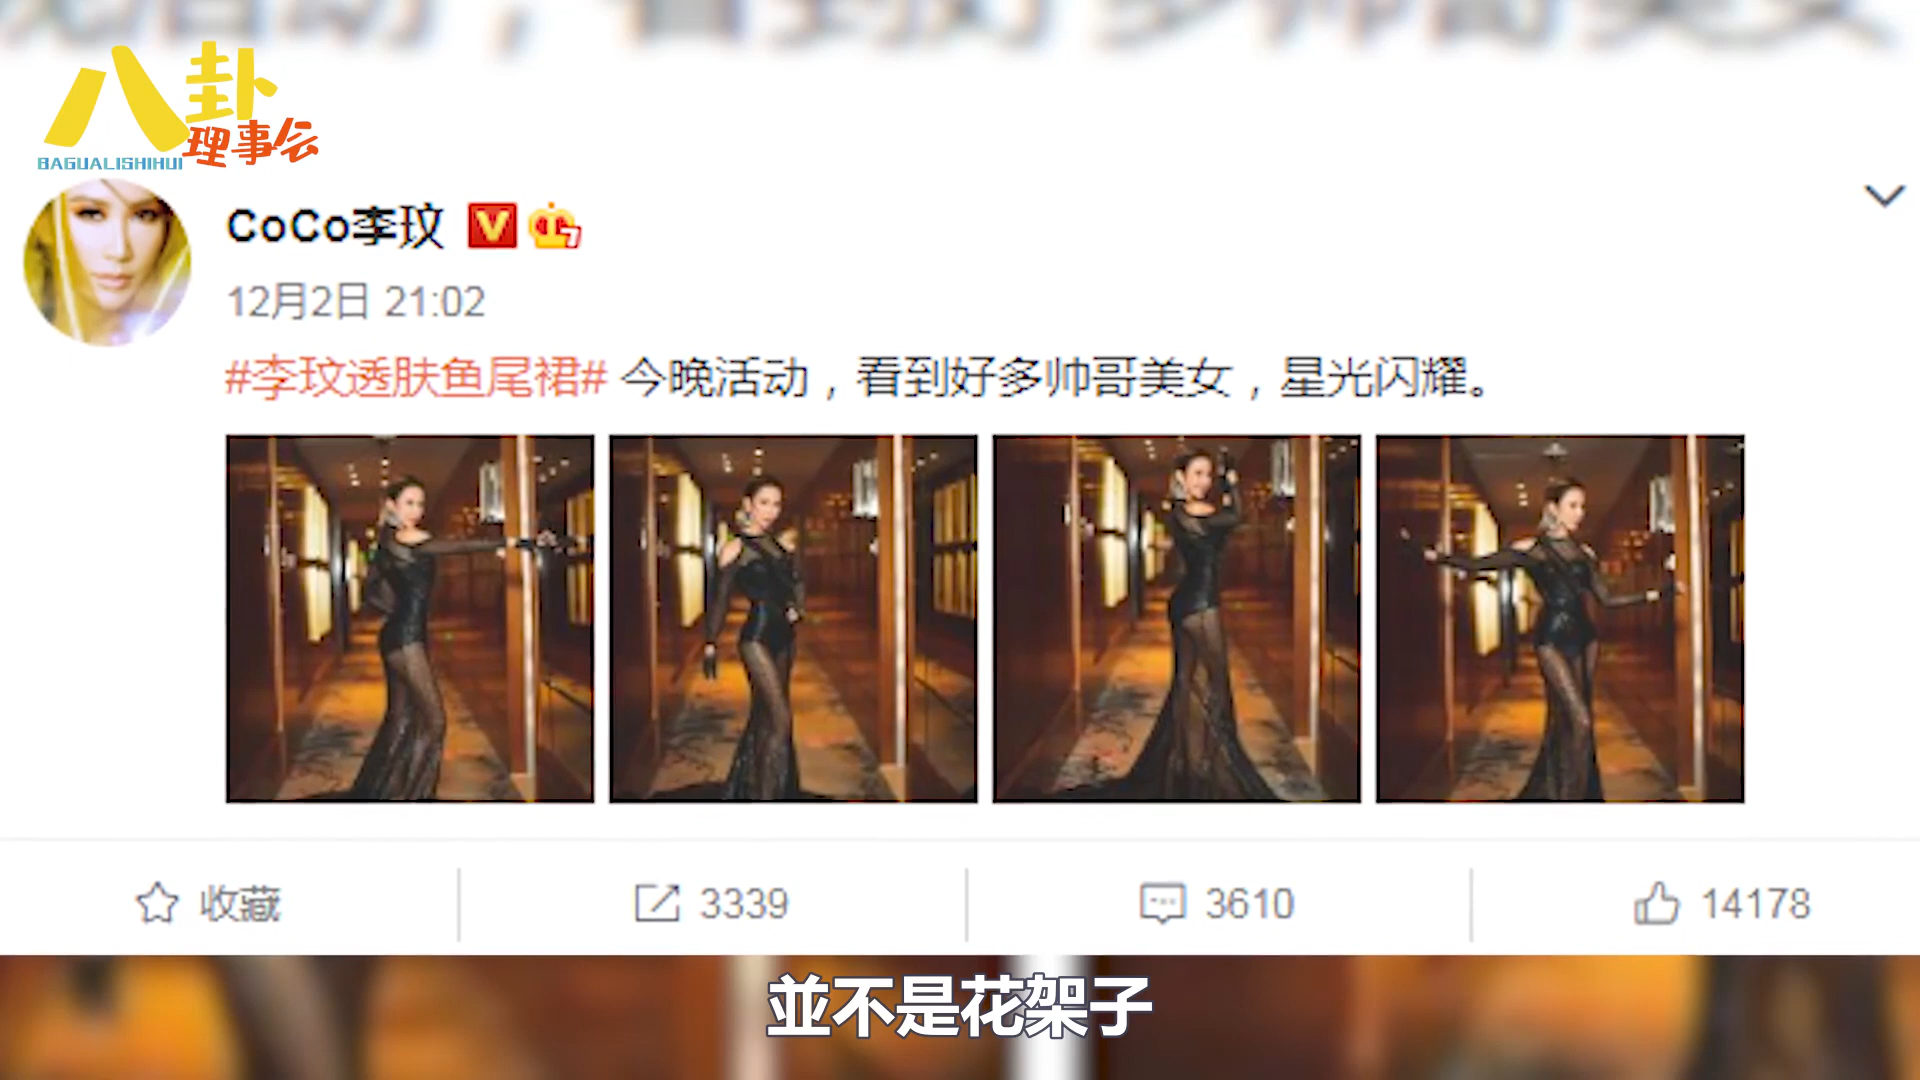 八卦
理事会
BAGUALISHIHUI
CoCo李玟
12月2日 21:02
#李玟透肤鱼尾裙# 今晚活动，看到好多帅哥美女，星光闪耀。
收藏
3339
3610
14178
並不是花架子